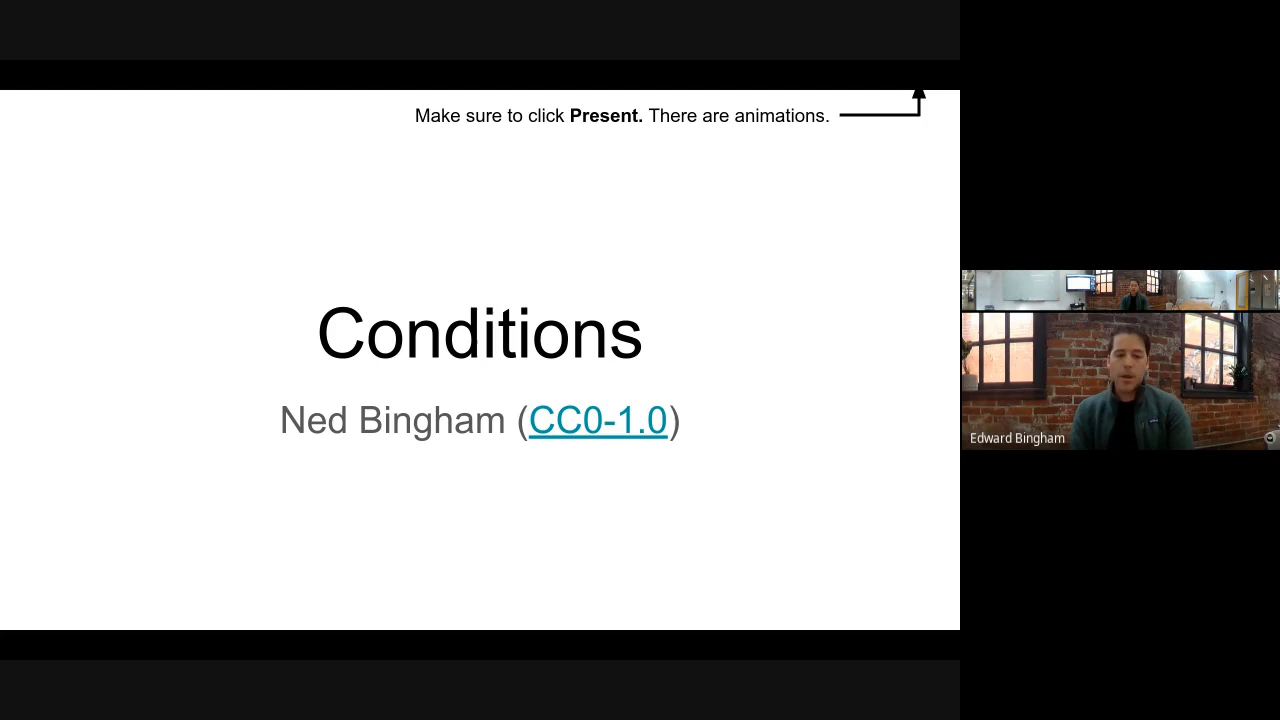 Make sure to click Present. There are animations.
Conditions
Ned Bingham (CC0-1.0)
Edward Bingham